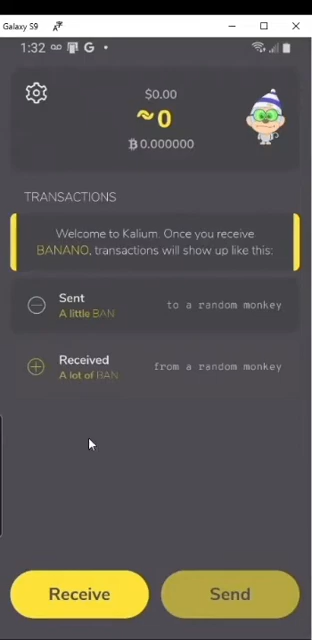 Galaxy S9
1:32
G
$0.00
0
₿0.000000
TRANSACTIONS
Welcome to Kalium. Once you receive
BANANO, transactions will show up like this:
Sent
A little BAN
to a random monkey
Received
A lot of BAN
from a random monkey
Receive
Send